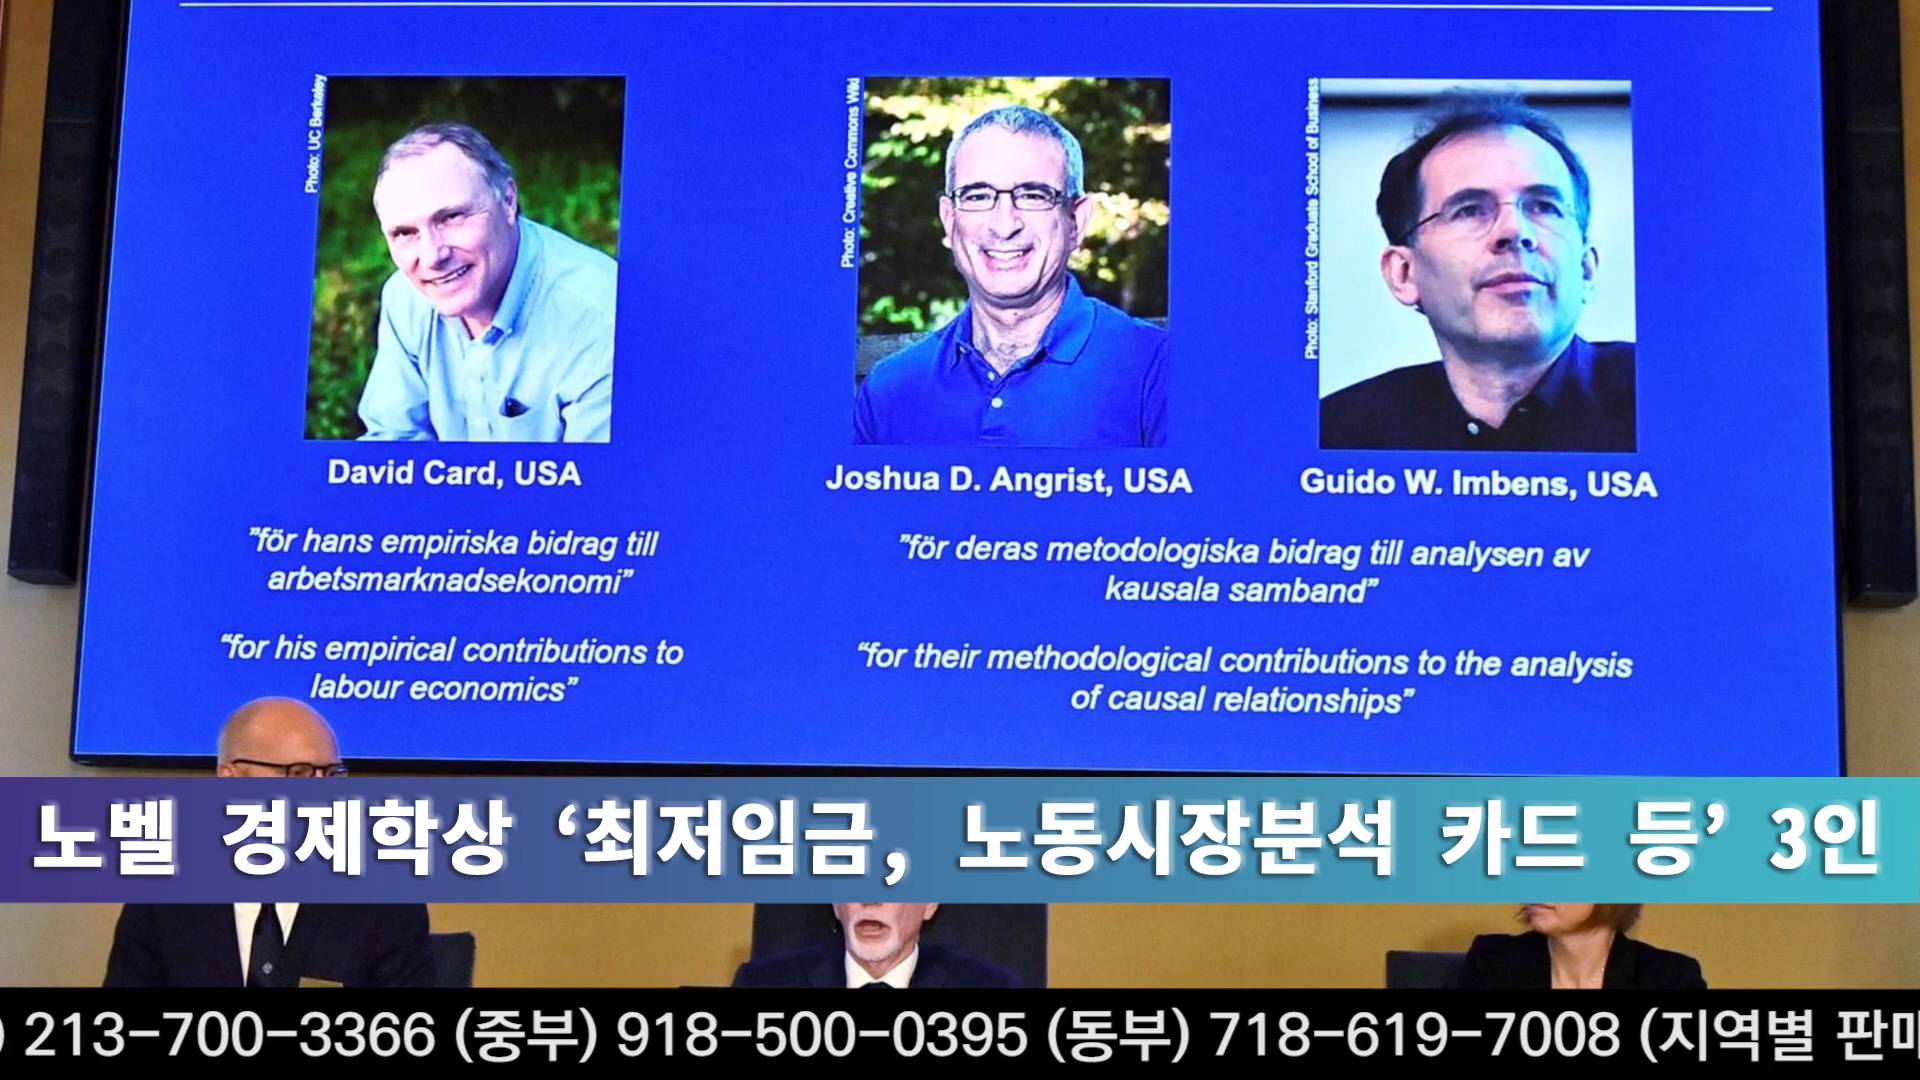 Photo: UC Berkeley
Photo: Creative Commons Wiki
Photo: Stanford Graduate School of Business
David Card, USA
Joshua D. Angrist, USA
Guido W. Imbens, USA
”för hans empiriska bidrag till
arbetsmarknadsekonomi”
”för deras metodologiska bidrag till analysen av
kausala samband”
“for his empirical contributions to
labour economics”
“for their methodological contributions to the analysis
of causal relationships”
노벨 경제학상 ‘최저임금, 노동시장분석 카드 등’ 3인
) 213-700-3366 (중부) 918-500-0395 (동부) 718-619-7008 (지역별 판매